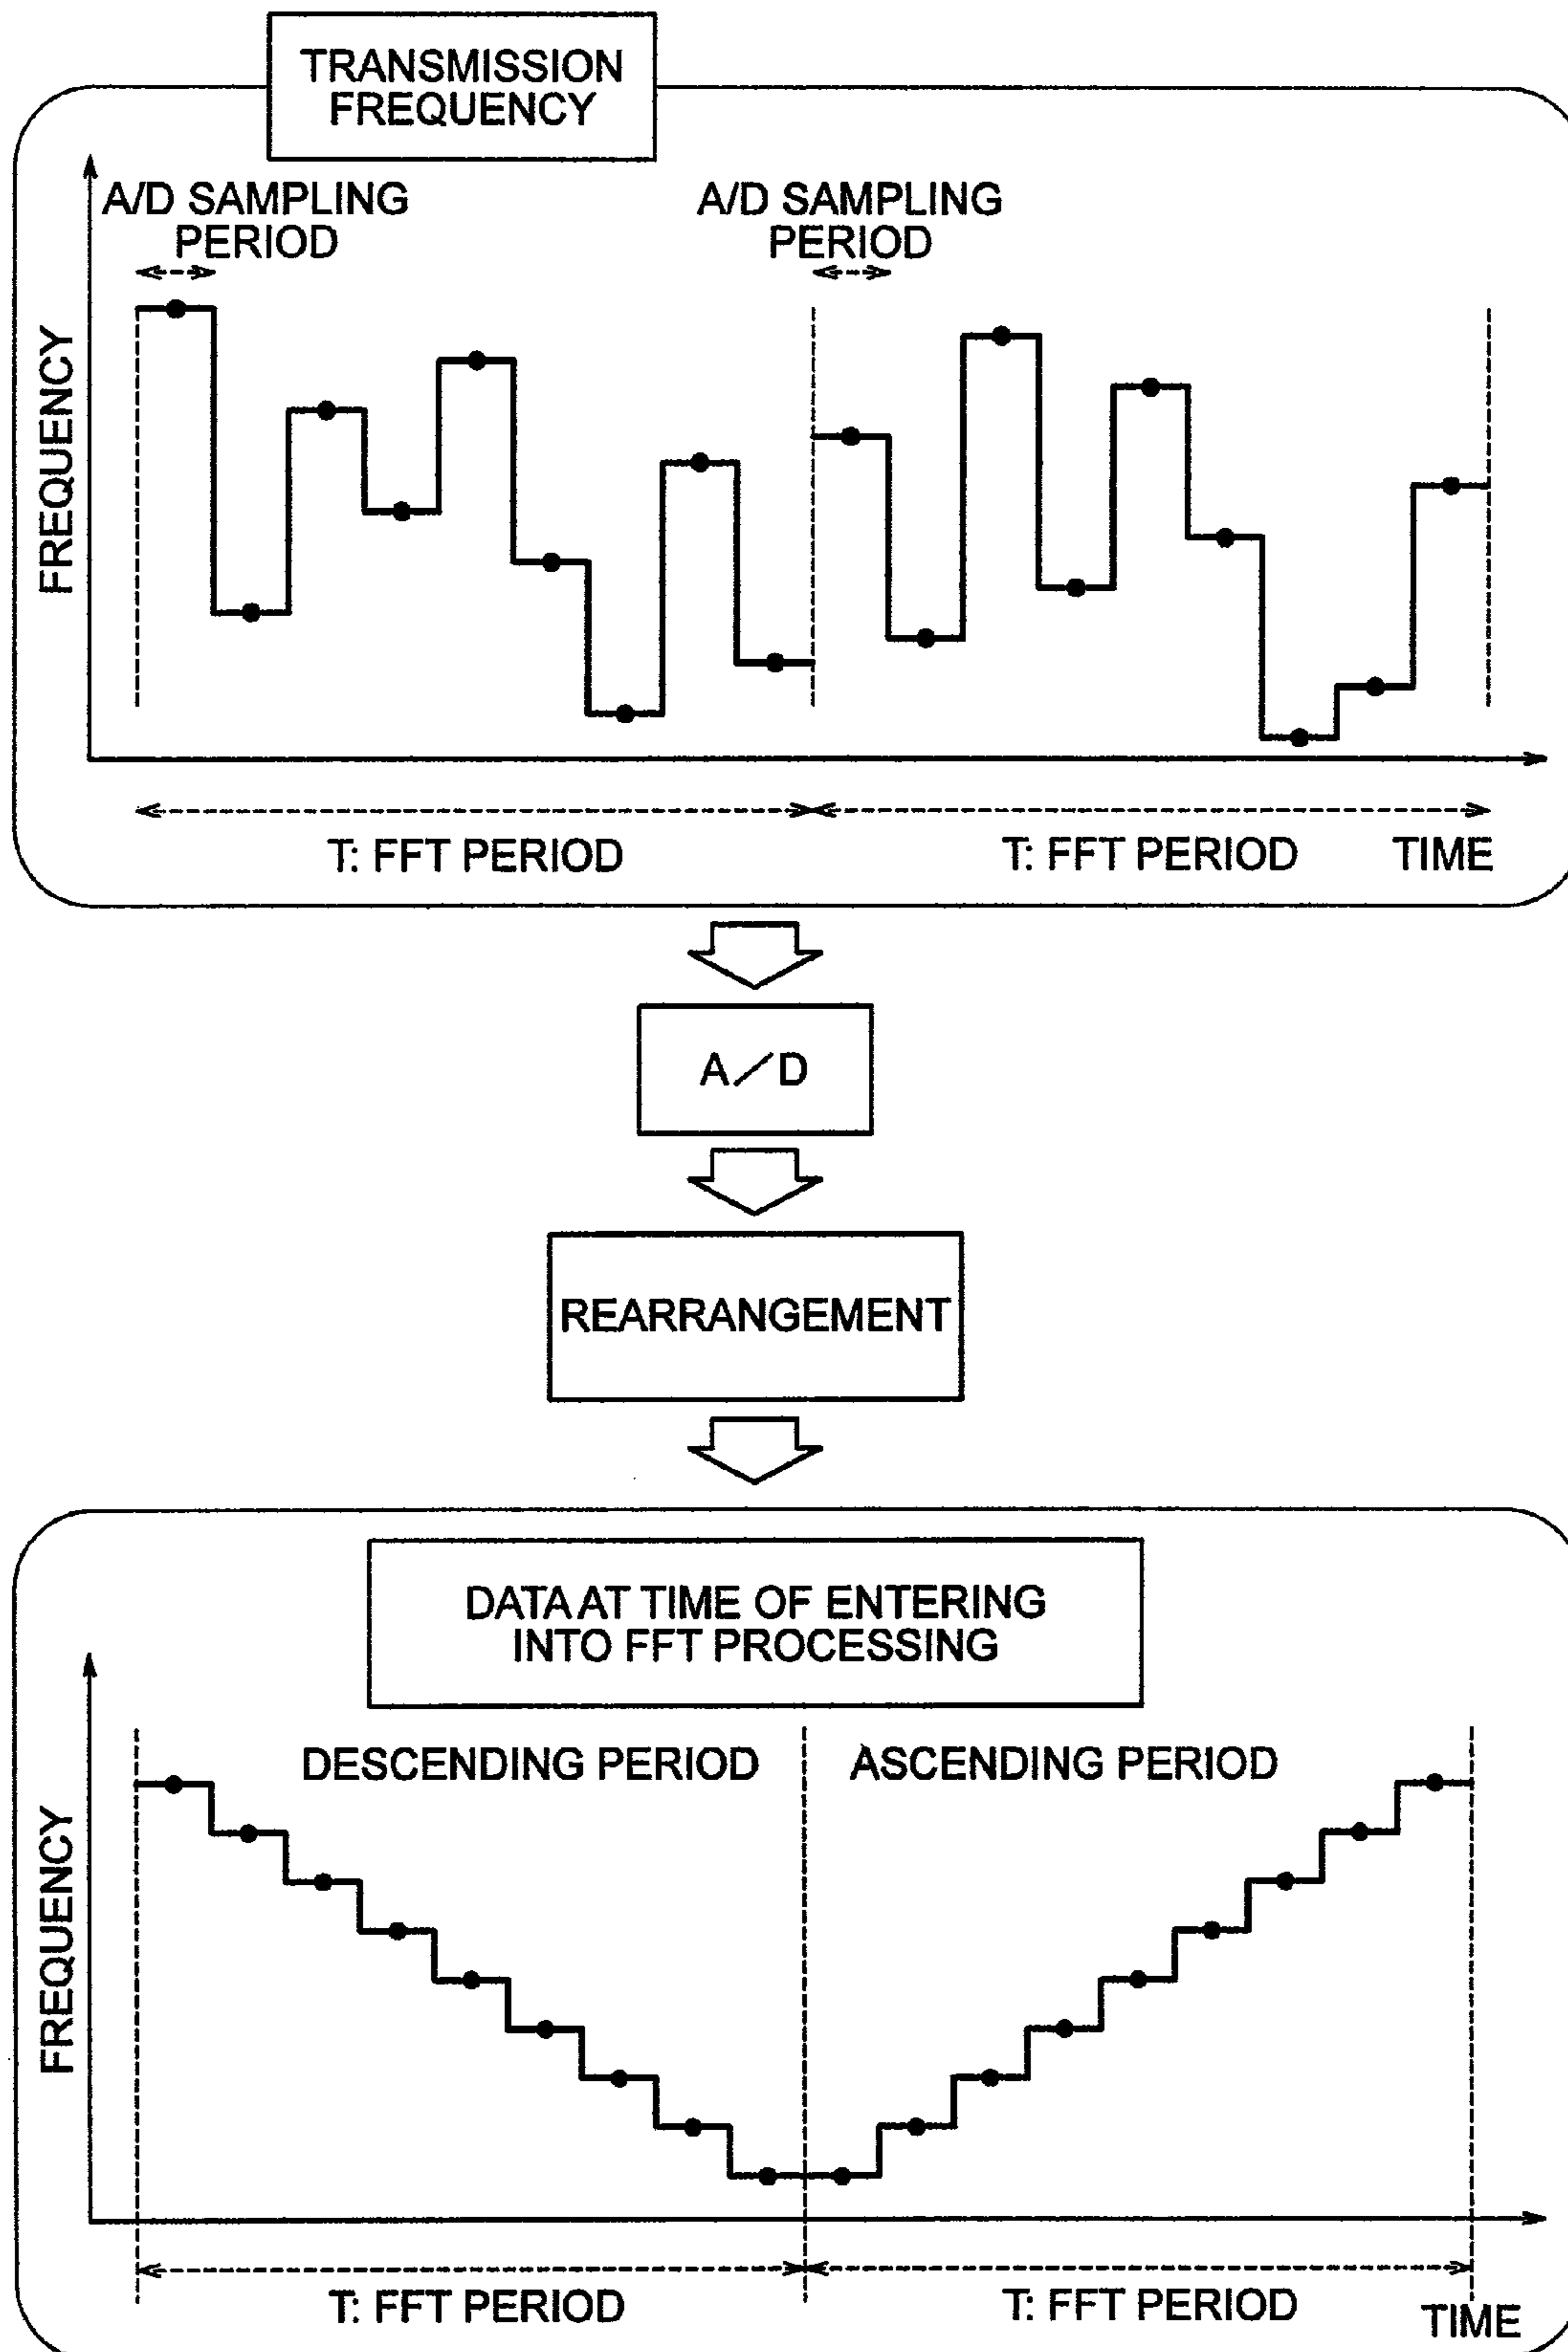 TRANSMISSION
FREQUENCY
A/D SAMPLING
PERIOD
A/D SAMPLING
PERIOD
FREQUENCY
T: FFT PERIOD
T: FFT PERIOD
TIME
A/D
REARRANGEMENT
DATA AT TIME OF ENTERING
INTO FFT PROCESSING
DESCENDING PERIOD
ASCENDING PERIOD
FREQUENCY
T: FFT PERIOD
T: FFT PERIOD
TIME